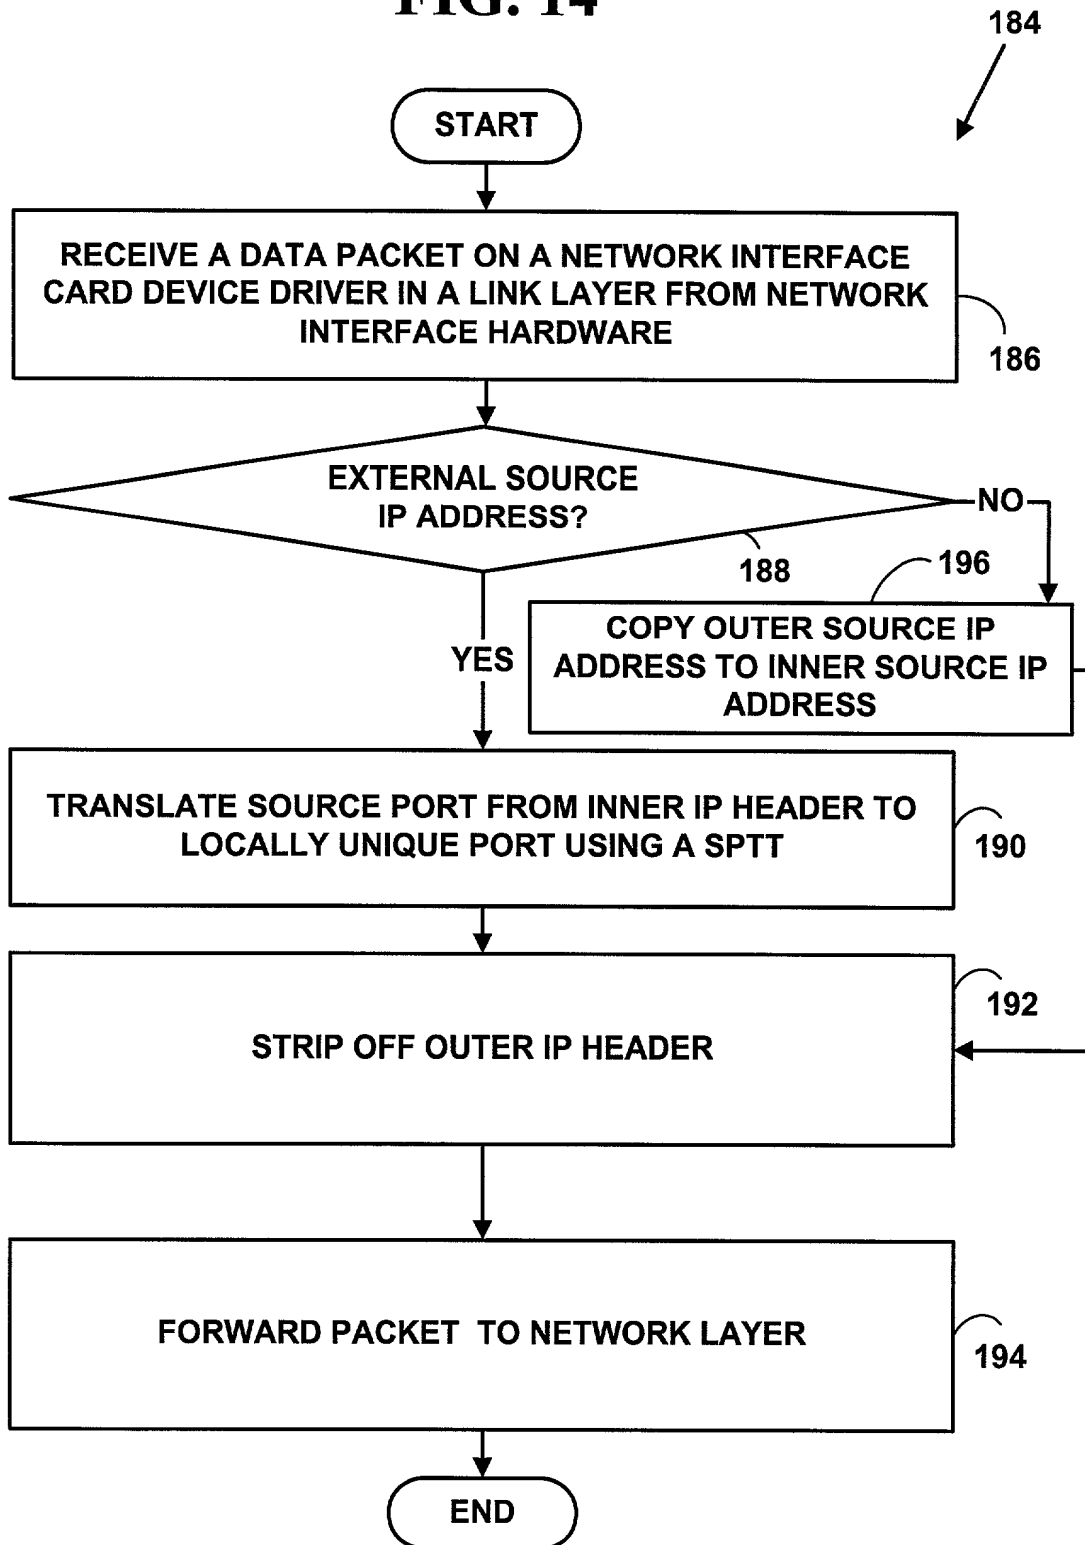 FIG. 14
184
START
RECEIVE A DATA PACKET ON A NETWORK INTERFACE
CARD DEVICE DRIVER IN A LINK LAYER FROM NETWORK
INTERFACE HARDWARE
186
EXTERNAL SOURCE
IP ADDRESS?
NO
188
196
COPY OUTER SOURCE IP
ADDRESS TO INNER SOURCE IP
ADDRESS
YES
TRANSLATE SOURCE PORT FROM INNER IP HEADER TO
LOCALLY UNIQUE PORT USING A SPTT
190
192
STRIP OFF OUTER IP HEADER
FORWARD PACKET TO NETWORK LAYER
194
END